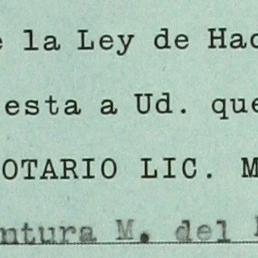 la Ley de Hac
esta a Ud. que
OTARIO LIC. M
ntura M. del